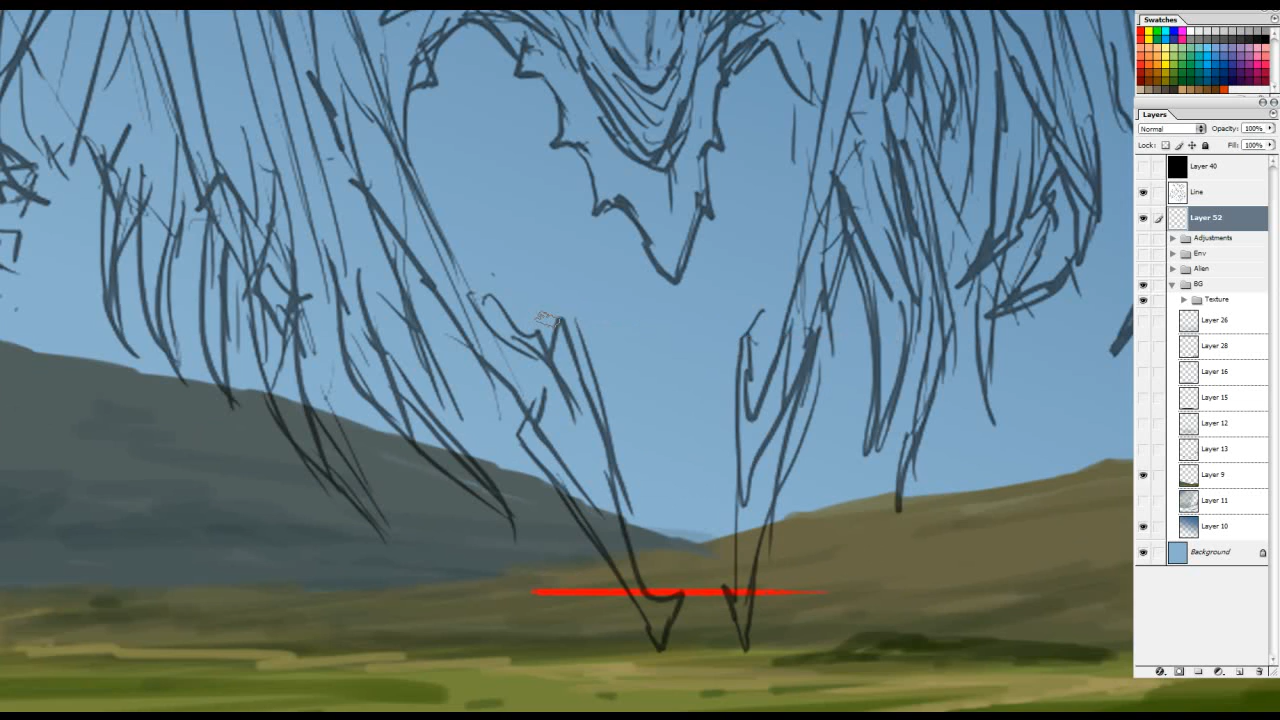 Swatches
Layers
Normal Opacity: 100%
Lock: Fill: 100%
Layer 40
Line
Layer 52
Adjustments
Env
Alien
BG
Texture
Layer 26
Layer 28
Layer 16
Layer 15
Layer 12
Layer 13
Layer 9
Layer 11
Layer 10
Background